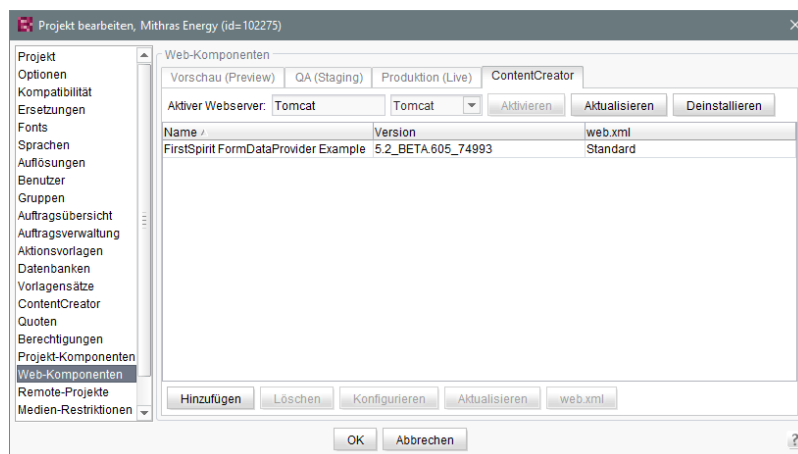 Projekt bearbeiten, Mithras Energy (id=102275)
Projekt
Optionen
Kompatibilität
Ersetzungen
Fonts
Sprachen
Auflösungen
Benutzer
Gruppen
Auftragsübersicht
Auftragsverwaltung
Aktionsvorlagen
Datenbanken
Vorlagensätze
ContentCreator
Quoten
Berechtigungen
Projekt-Komponenten
Web-Komponenten
Remote-Projekte
Medien-Restriktionen
Web-Komponenten
Vorschau (Preview) QA (Staging) Produktion (Live) ContentCreator
Aktiver Webserver: Tomcat Tomcat Aktivieren Aktualisieren Deinstallieren
Name Version web.xml
FirstSpirit FormDataProvider Example 5.2_BETA.605_74993 Standard
Hinzufügen Löschen Konfigurieren Aktualisieren web.xml
OK Abbrechen ?